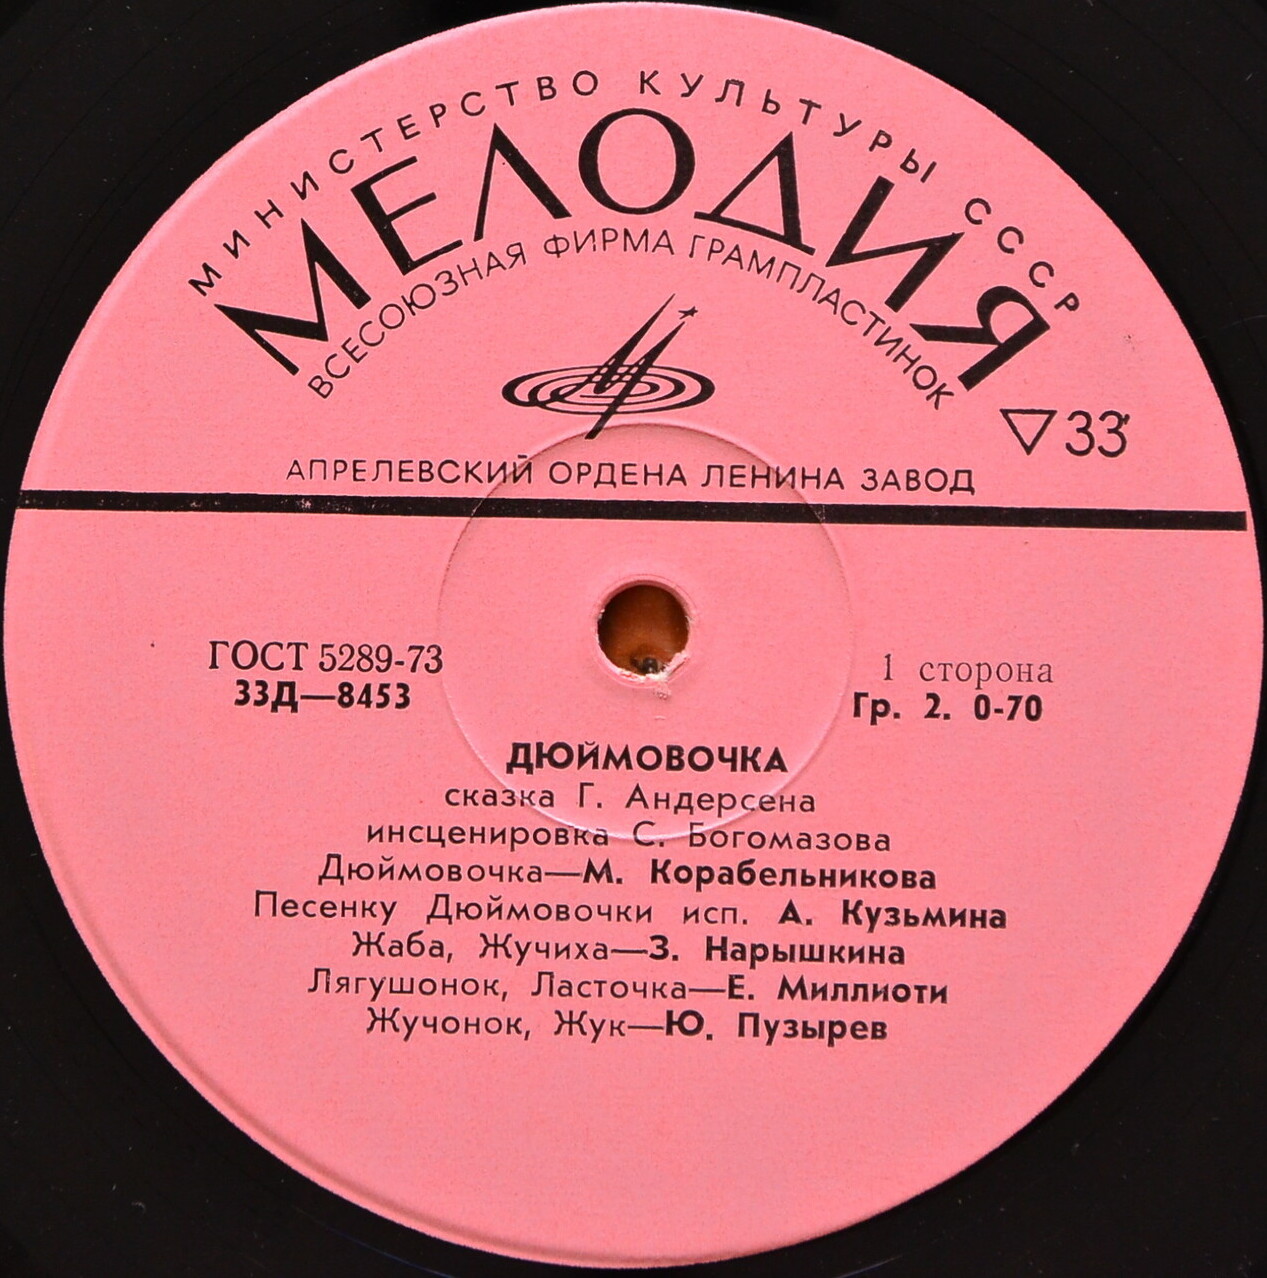 МИНИСТЕРСТВО КУЛЬТУРЫ СССР
МЕЛОДИЯ
ВСЕСОЮЗНАЯ ФИРМА ГРАМПЛАСТИНОК
33
АПРЕЛЕВСКИЙ ОРДЕНА ЛЕНИНА ЗАВОД
ГОСТ 5289-73
33Д—8453
1 сторона
Гр. 2. 0-70
ДЮЙМОВОЧКА
сказка Г. Андерсена
инсценировка С. Богомазова
Дюймовочка—М. Корабельникова
Песенку Дюймовочки исп. А. Кузьмина
Жаба, Жучиха—З. Нарышкина
Лягушонок, Ласточка—Е. Миллиоти
Жучонок, Жук—Ю. Пузырев